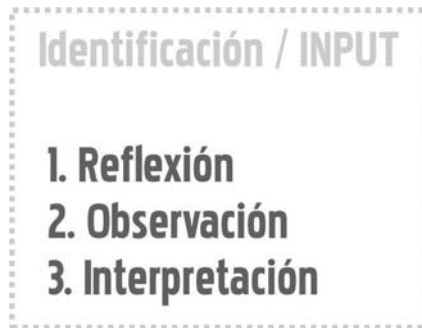 Identificación / INPUT
1. Reflexión
2. Observación
3. Interpretación